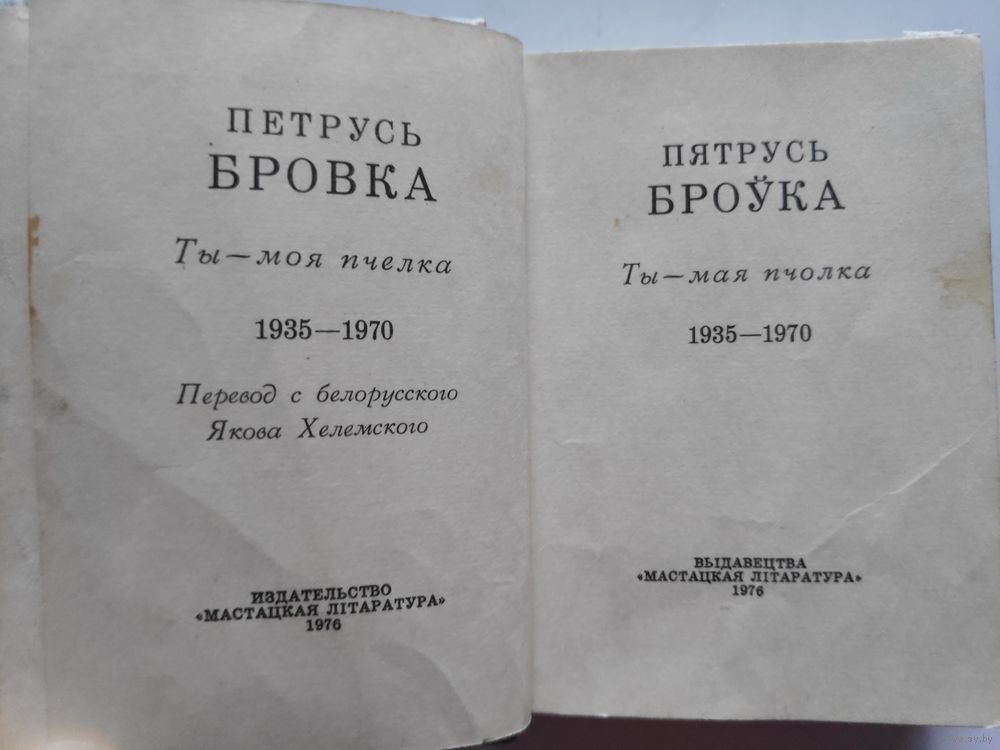 ПЕТРУСЬ
БРОВКА
Ты—моя пчелка
1935—1970
Перевод с белорусского
Якова Хелемского
ИЗДАТЕЛЬСТВО
«МАСТАЦКАЯ ЛІТАРАТУРА»
1976
ПЯТРУСЬ
БРОЎКА
Ты—мая пчолка
1935—1970
ВЫДАВЕЦТВА
«МАСТАЦКАЯ ЛІТАРАТУРА»
1976